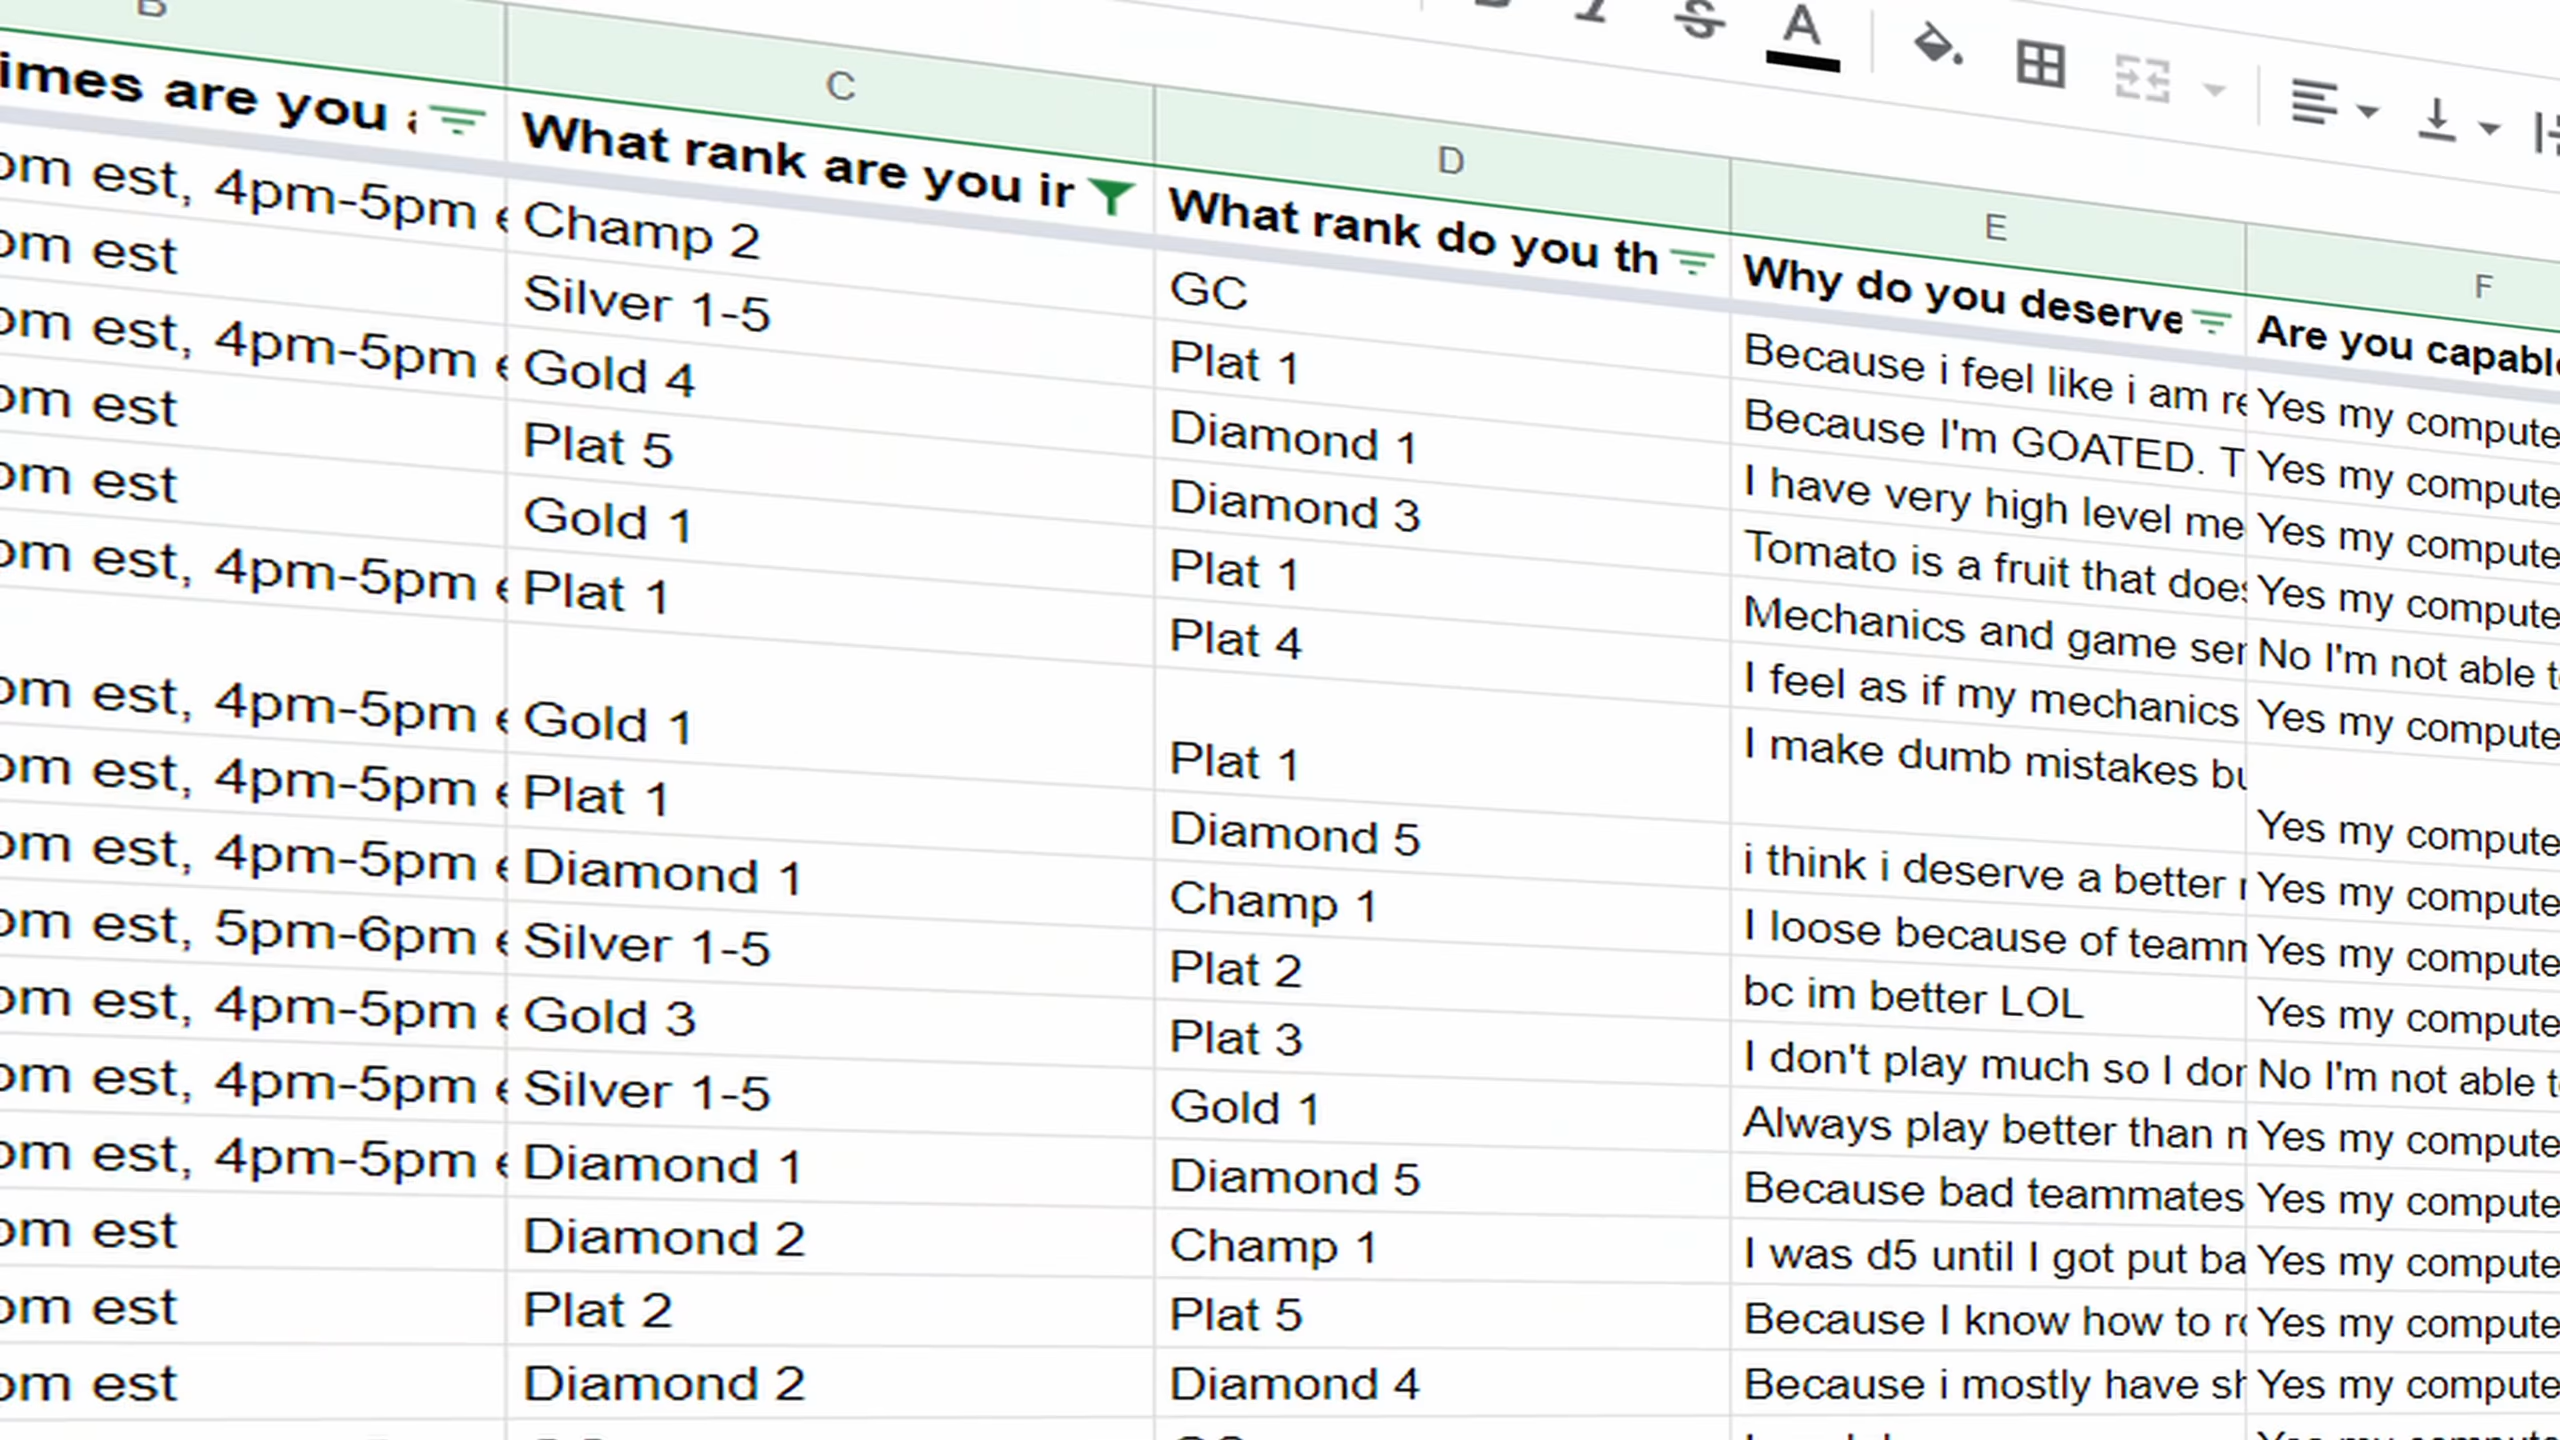 B C D E F
imes are you What rank are you ir What rank do you th Why do you deserve Are you capable
om est, 4pm-5pm Champ 2 GC Because i feel like i am re Yes my compute
om est Silver 1-5 Plat 1 Because I'm GOATED. T Yes my compute
om est, 4pm-5pm Gold 4 Diamond 1 I have very high level me Yes my compute
om est Plat 5 Diamond 3 Tomato is a fruit that does Yes my compute
om est Gold 1 Plat 1 Mechanics and game ser No I'm not able t
om est, 4pm-5pm Plat 1 Plat 4 I feel as if my mechanics Yes my compute
om est, 4pm-5pm Gold 1 Plat 1 I make dumb mistakes bu Yes my compute
om est, 4pm-5pm Plat 1 Diamond 5 i think i deserve a better r Yes my compute
om est, 4pm-5pm Diamond 1 Champ 1 I loose because of teamm Yes my compute
om est, 5pm-6pm Silver 1-5 Plat 2 bc im better LOL Yes my compute
om est, 4pm-5pm Gold 3 Plat 3 I don't play much so I dor No I'm not able t
om est, 4pm-5pm Silver 1-5 Gold 1 Always play better than m Yes my compute
om est, 4pm-5pm Diamond 1 Diamond 5 Because bad teammates Yes my compute
om est Diamond 2 Champ 1 I was d5 until I got put ba Yes my compute
om est Plat 2 Plat 5 Because I know how to ro Yes my compute
om est Diamond 2 Diamond 4 Because i mostly have sh Yes my compute